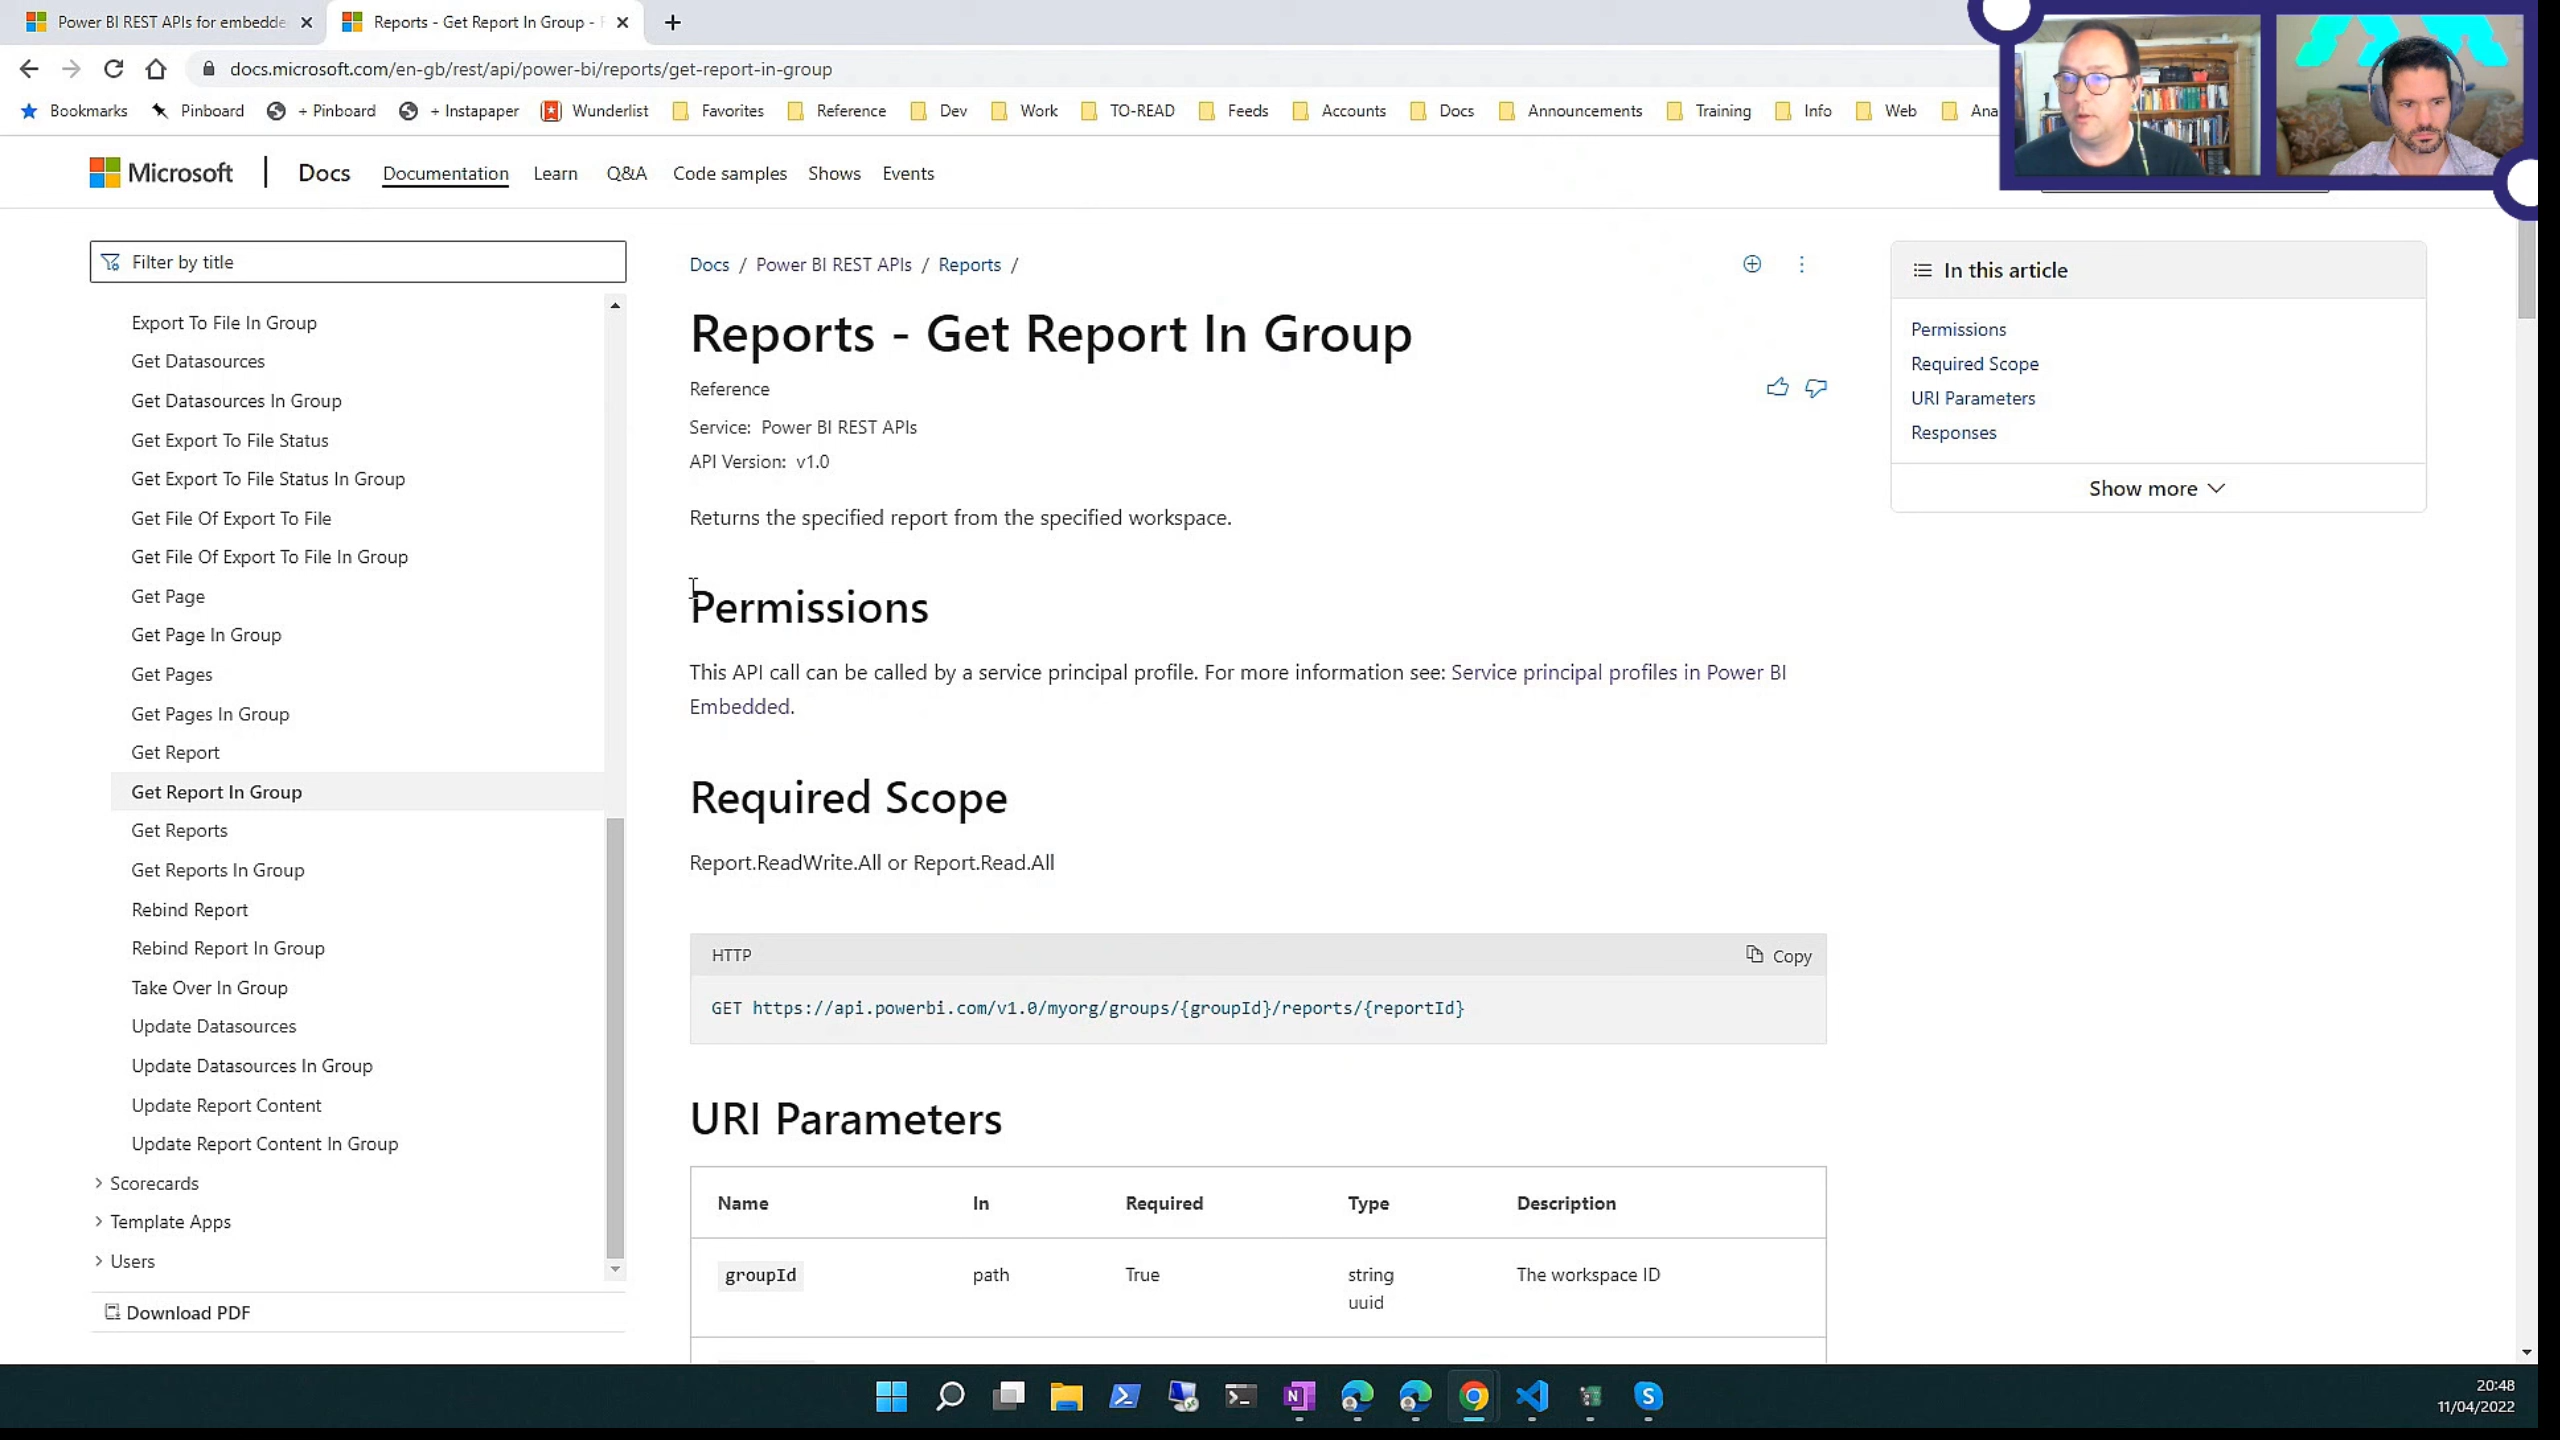 Power BI REST APIs for embedde
Reports - Get Report In Group -
docs.microsoft.com/en-gb/rest/api/power-bi/reports/get-report-in-group
Bookmarks Pinboard + Pinboard + Instapaper Wunderlist Favorites Reference Dev Work TO-READ Feeds Accounts Docs Announcements Training Info Web Ana
Microsoft Docs Documentation Learn Q&A Code samples Shows Events
Filter by title
Export To File In Group
Get Datasources
Get Datasources In Group
Get Export To File Status
Get Export To File Status In Group
Get File Of Export To File
Get File Of Export To File In Group
Get Page
Get Page In Group
Get Pages
Get Pages In Group
Get Report
Get Report In Group
Get Reports
Get Reports In Group
Rebind Report
Rebind Report In Group
Take Over In Group
Update Datasources
Update Datasources In Group
Update Report Content
Update Report Content In Group
Scorecards
Template Apps
Users
Download PDF
Docs / Power BI REST APIs / Reports /
Reports - Get Report In Group
Reference
Service: Power BI REST APIs
API Version: v1.0
Returns the specified report from the specified workspace.
Permissions
This API call can be called by a service principal profile. For more information see: Service principal profiles in Power BI
Embedded.
Required Scope
Report.ReadWrite.All or Report.Read.All
HTTP Copy
GET https://api.powerbi.com/v1.0/myorg/groups/{groupId}/reports/{reportId}
URI Parameters
Name In Required Type Description
groupId path True string The workspace ID
uuid
In this article
Permissions
Required Scope
URI Parameters
Responses
Show more
20:48
11/04/2022